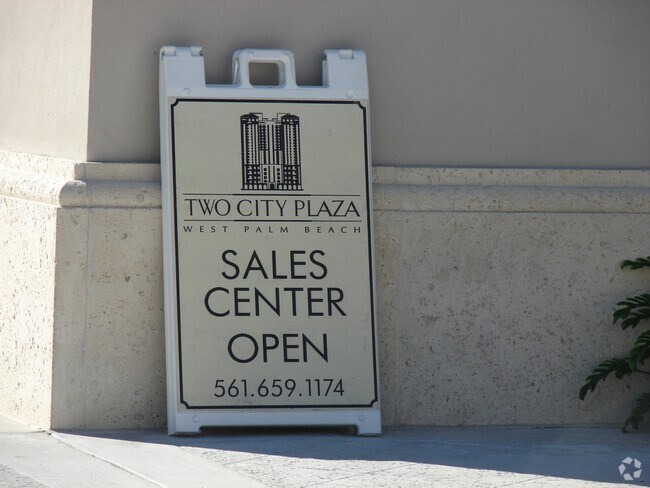 TWO CITY PLAZA
WEST PALM BEACH
SALES
CENTER
OPEN
561.659.1174